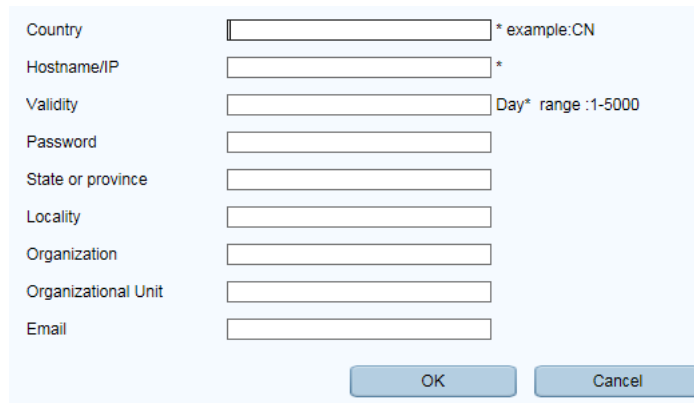 Country * example:CN
Hostname/IP *
Validity Day* range :1-5000
Password
State or province
Locality
Organization
Organizational Unit
Email
OK Cancel